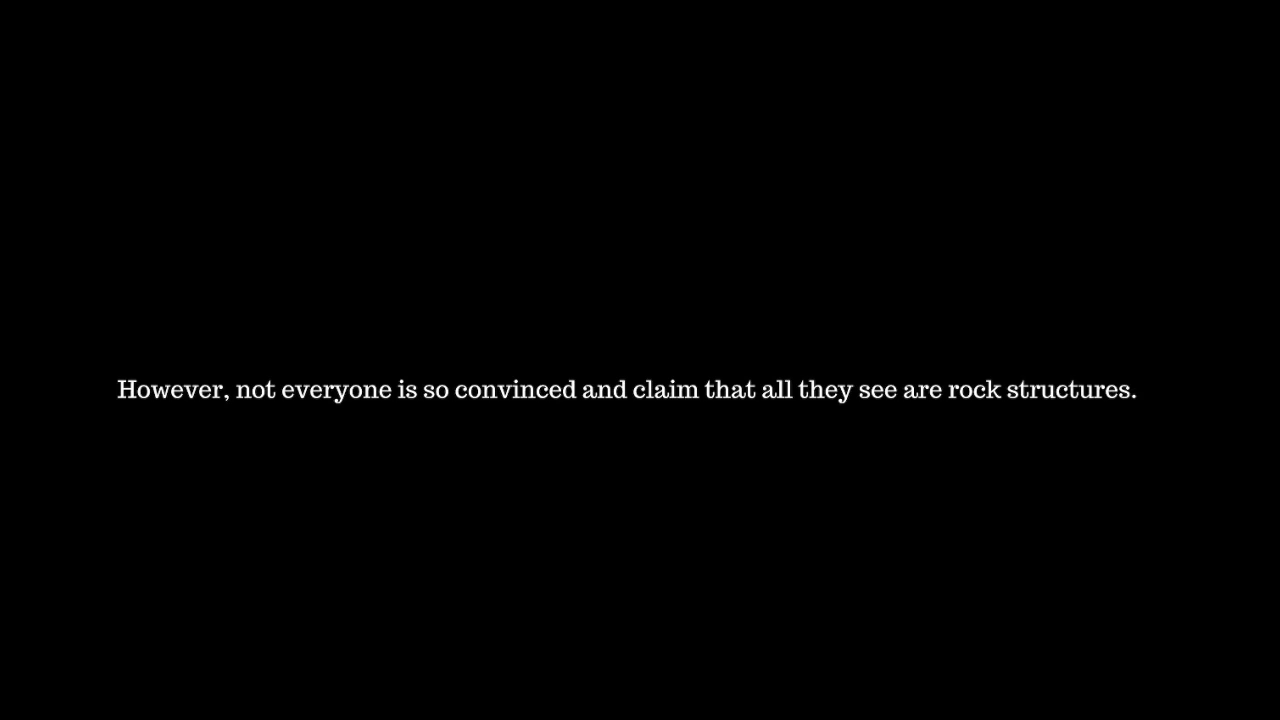 However, not everyone is so convinced and claim that all they see are rock structures.